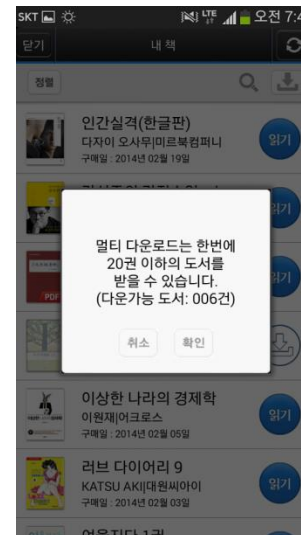 SKT LTE 오전 7:4
닫기 내 책
정렬
인간실격(한글판)
다자이 오사무|미르북컴퍼니
구매일 : 2014년 02월 19일
읽기
읽기
멀티 다운로드는 한번에
20권 이하의 도서를
받을 수 있습니다.
(다운가능 도서: 006건)
취소 확인
PDF
읽기
이상한 나라의 경제학
이원재|어크로스
구매일 : 2014년 02월 05일
읽기
러브 다이어리 9
KATSU AKI|대원씨아이
구매일 : 2014년 02월 03일
읽기